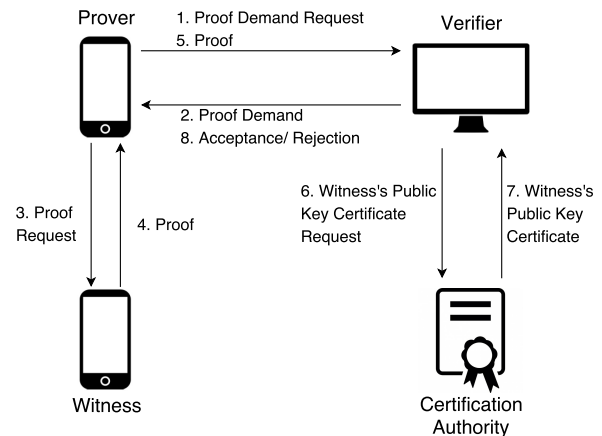 Prover
Verifier
1. Proof Demand Request
5. Proof
2. Proof Demand
8. Acceptance/ Rejection
3. Proof
Request
4. Proof
6. Witness's Public
Key Certificate
Request
7. Witness's
Public Key
Certificate
Witness
Certification
Authority